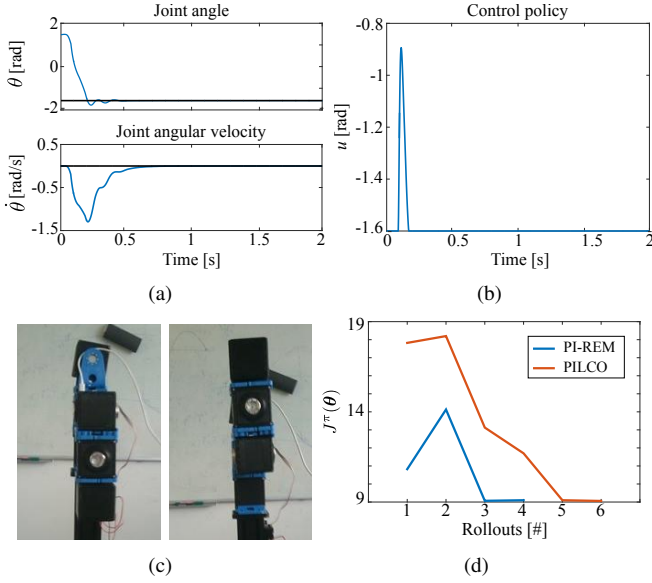 Joint angle
θ [rad]
2
0
-2
Joint angular velocity
θ̇ [rad/s]
0.5
-0.5
-1.5
0 0.5 1 1.5 2
Time [s]
(a)
Control policy
u [rad]
-0.8
-1
-1.2
-1.4
-1.6
0 0.5 1 1.5 2
Time [s]
(b)
(c)
J^π(θ)
19
14
9
PI-REM
PILCO
1 2 3 4 5 6
Rollouts [#]
(d)